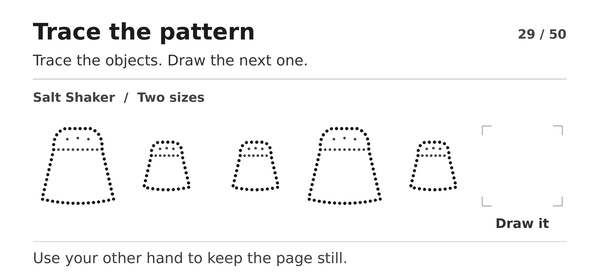 Trace the pattern
29 / 50
Trace the objects. Draw the next one.
Salt Shaker / Two sizes
Draw it
Use your other hand to keep the page still.